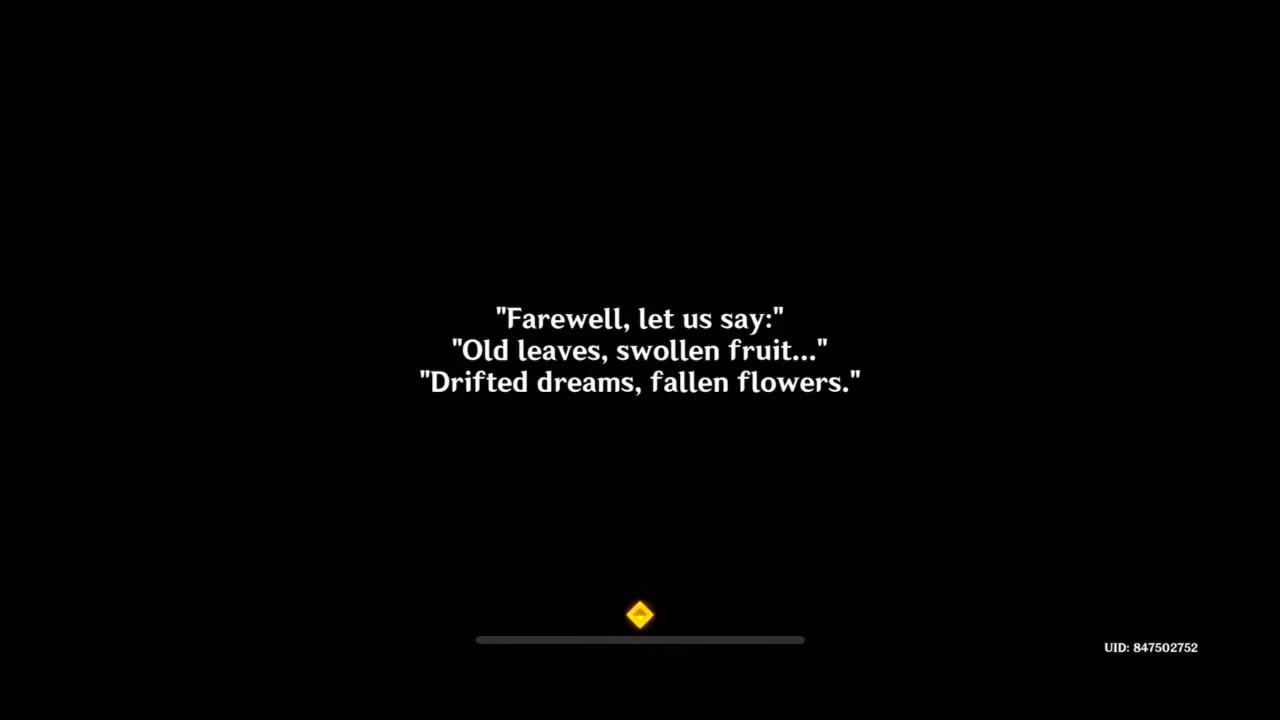 "Farewell, let us say:"
"Old leaves, swollen fruit..."
"Drifted dreams, fallen flowers."
UID: 847502752